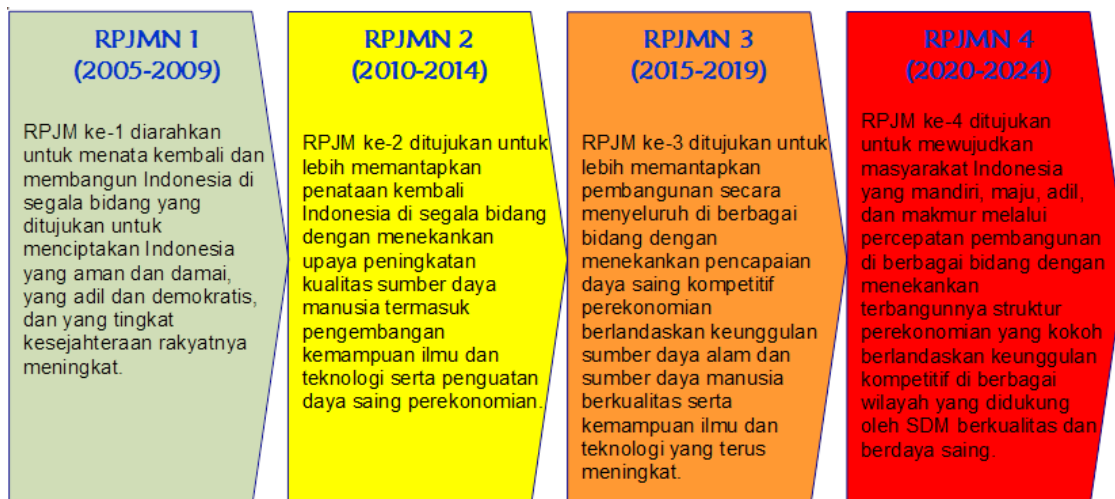 RPJMN 1
(2005-2009)
RPJM ke-1 diarahkan
untuk menata kembali dan
membangun Indonesia di
segala bidang yang
ditujukan untuk
menciptakan Indonesia
yang aman dan damai,
yang adil dan demokratis,
dan yang tingkat
kesejahteraan rakyatnya
meningkat.
RPJMN 2
(2010-2014)
RPJM ke-2 ditujukan untuk
lebih memantapkan
penataan kembali
Indonesia di segala bidang
dengan menekankan
upaya peningkatan
kualitas sumber daya
manusia termasuk
pengembangan
kemampuan ilmu dan
teknologi serta penguatan
daya saing perekonomian.
RPJMN 3
(2015-2019)
RPJM ke-3 ditujukan untuk
lebih memantapkan
pembangunan secara
menyeluruh di berbagai
bidang dengan
menekankan pencapaian
daya saing kompetitif
perekonomian
berlandaskan keunggulan
sumber daya alam dan
sumber daya manusia
berkualitas serta
kemampuan ilmu dan
teknologi yang terus
meningkat.
RPJMN 4
(2020-2024)
RPJM ke-4 ditujukan
untuk mewujudkan
masyarakat Indonesia
yang mandiri, maju, adil,
dan makmur melalui
percepatan pembangunan
di berbagai bidang dengan
menekankan
terbangunnya struktur
perekonomian yang kokoh
berlandaskan keunggulan
kompetitif di berbagai
wilayah yang didukung
oleh SDM berkualitas dan
berdaya saing.